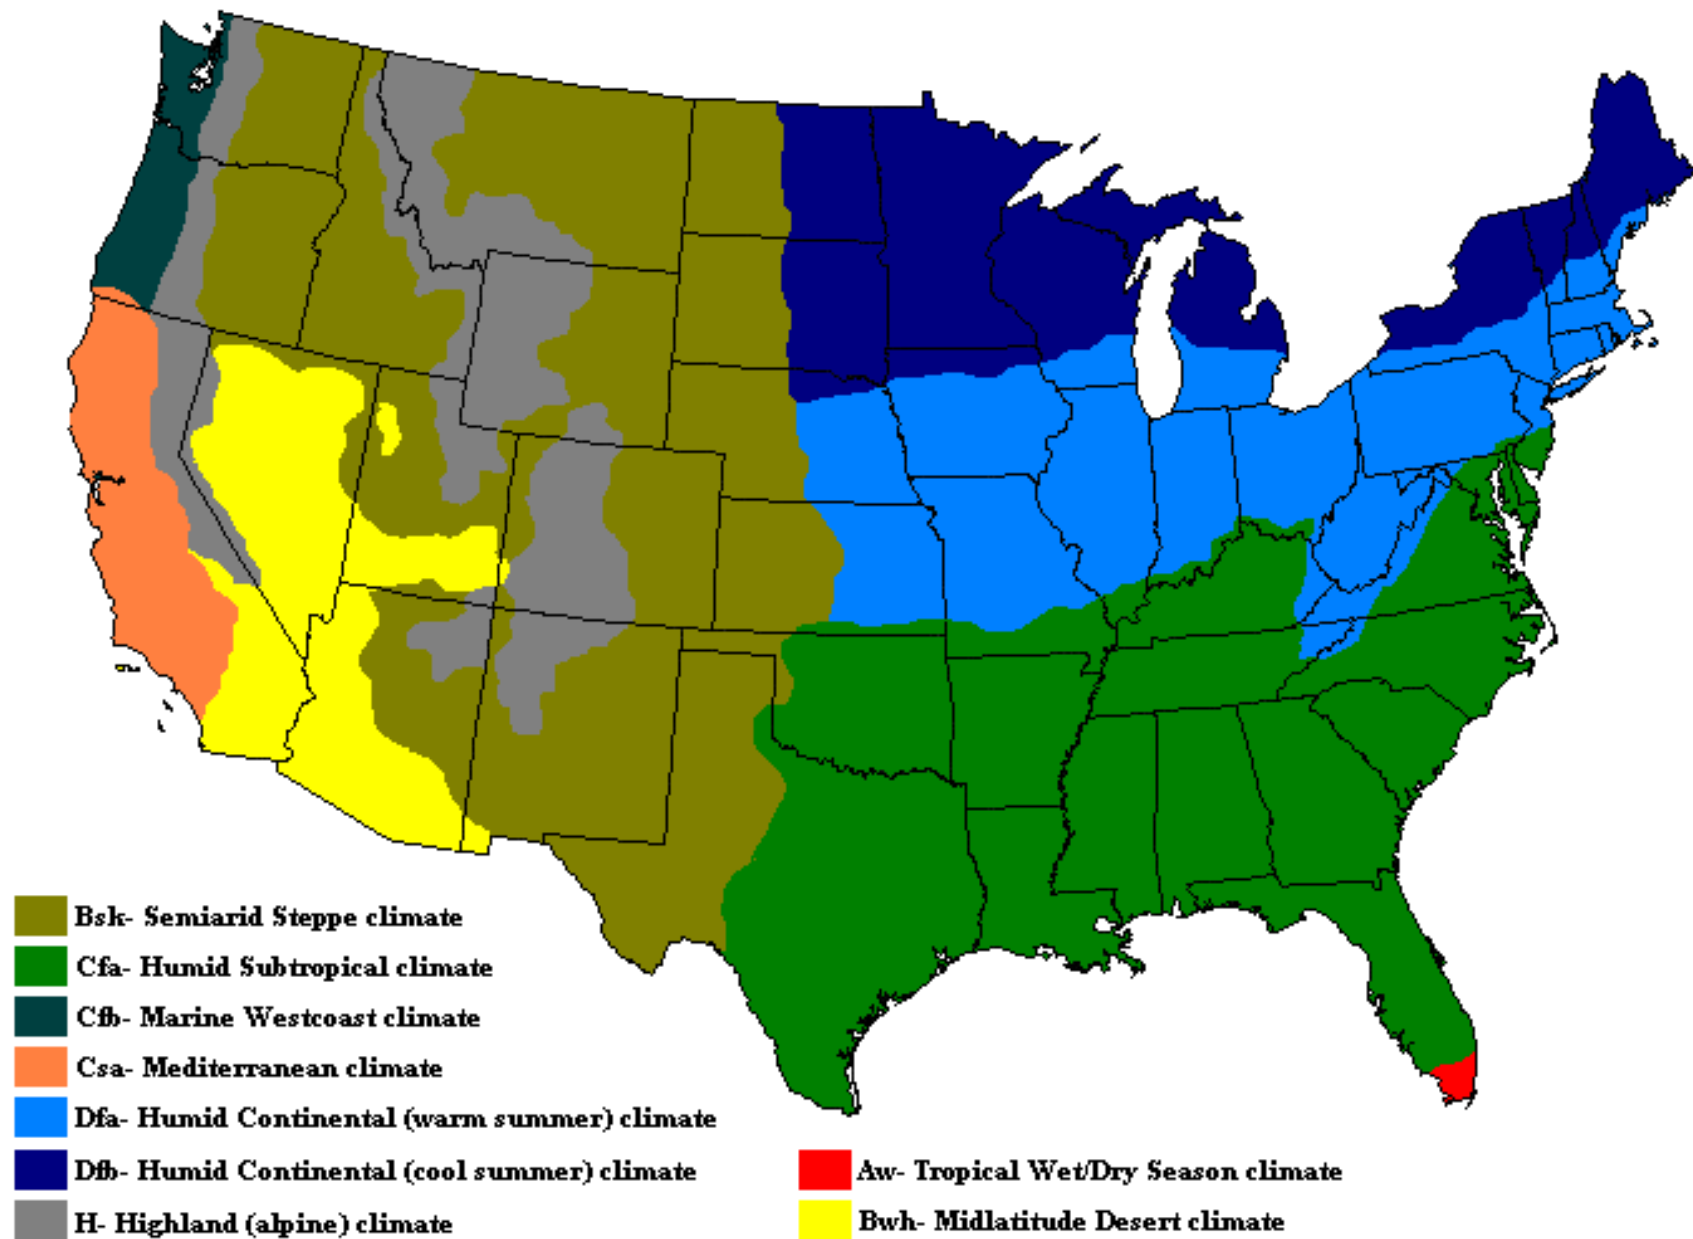 Bsk- Semiarid Steppe climate
Cfa- Humid Subtropical climate
Cfb- Marine Westcoast climate
Csa- Mediterranean climate
Dfa- Humid Continental (warm summer) climate
Dfb- Humid Continental (cool summer) climate
H- Highland (alpine) climate
Aw- Tropical Wet/Dry Season climate
Bwh- Midlatitude Desert climate